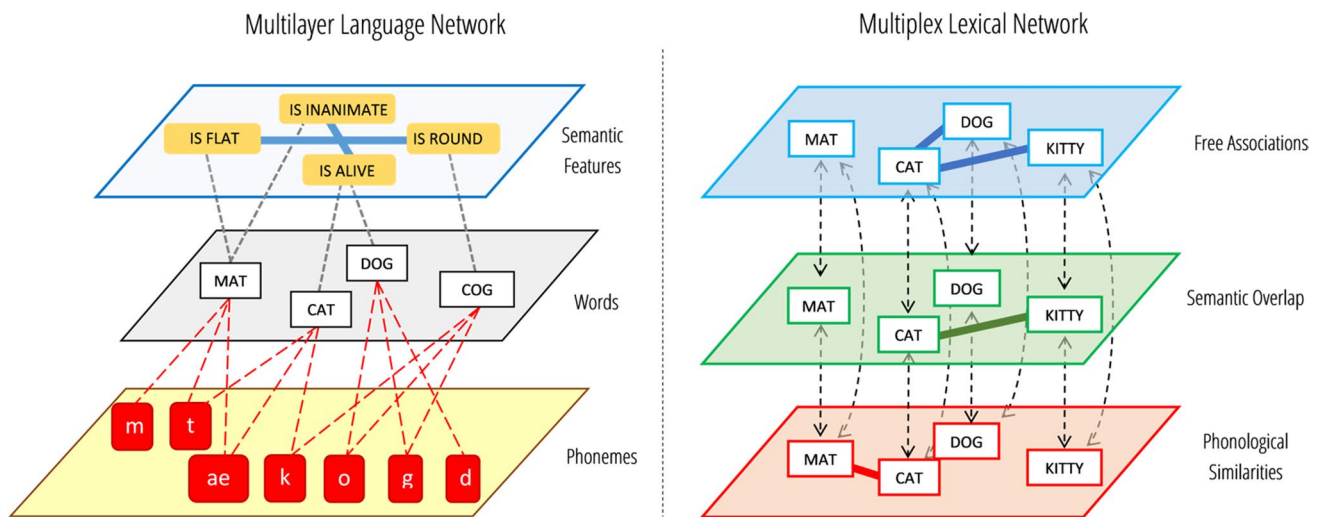 Multilayer Language Network
IS INANIMATE
IS FLAT
IS ROUND
IS ALIVE
Semantic
Features
MAT
CAT
DOG
COG
Words
m
t
ae
k
o
g
d
Phonemes
Multiplex Lexical Network
MAT
DOG
CAT
KITTY
Free Associations
MAT
DOG
CAT
KITTY
Semantic Overlap
MAT
DOG
CAT
KITTY
Phonological
Similarities